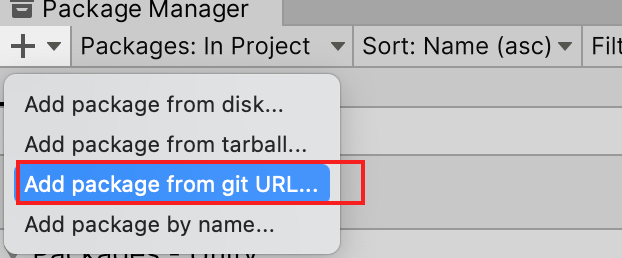 Package Manager
+ Packages: In Project Sort: Name (asc)
Add package from disk...
Add package from tarball...
Add package from git URL...
Add package by name...